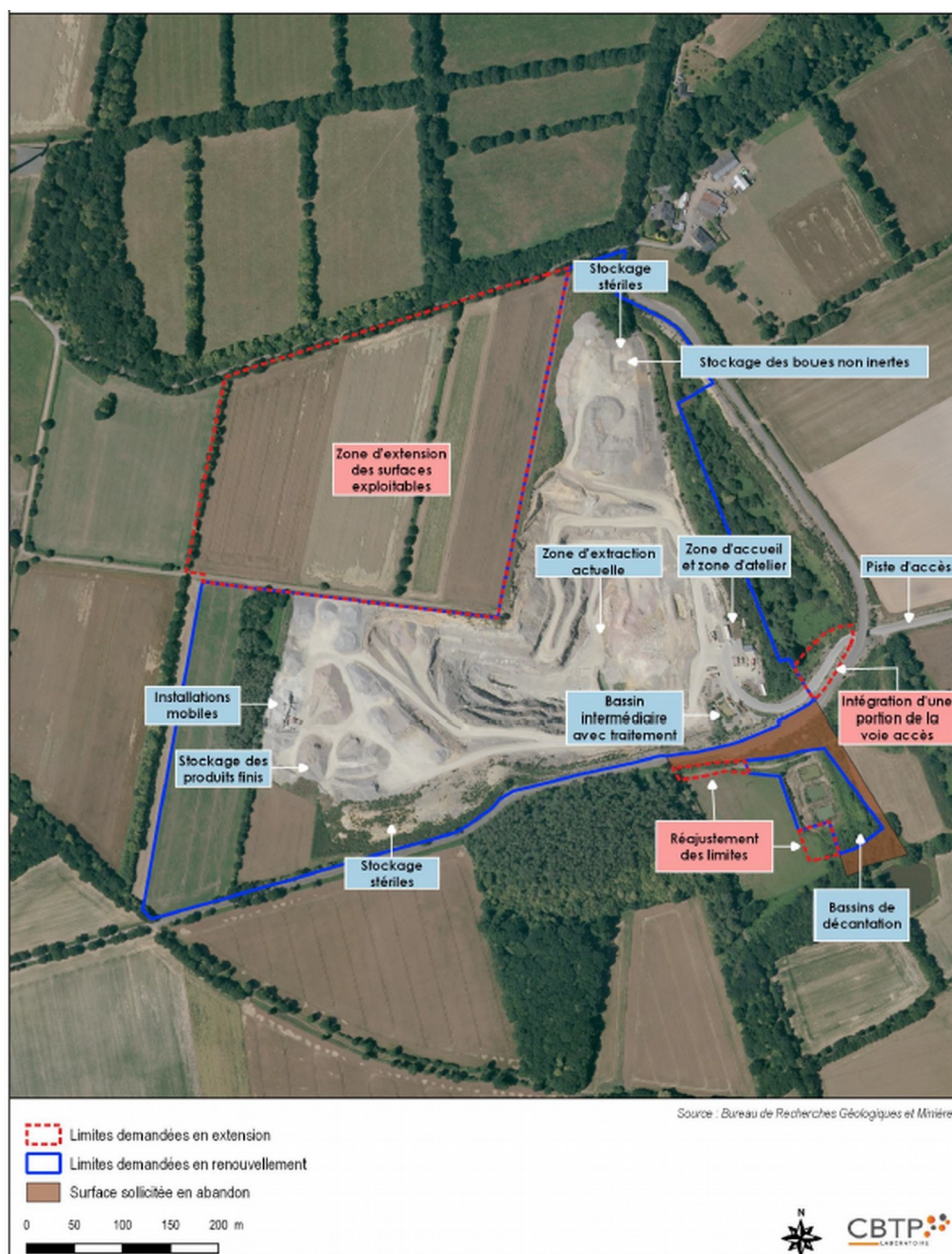 Stockage
stériles
Stockage des boues non inertes
Zone d'extension
des surfaces
exploitables
Zone d'extraction
actuelle
Zone d'accueil
et zone d'atelier
Piste d'accès
Installations
mobiles
Bassin
intermédiaire
avec traitement
Intégration d'une
portion de la
voie accès
Stockage des
produits finis
Réajustement
des limites
Stockage
stériles
Bassins de
décantation
Source : Bureau de Recherches Géologiques et Minière
Limites demandées en extension
Limites demandées en renouvellement
Surface sollicitée en abandon
0 50 100 150 200 m
N
CBTP
LABORATOIRE